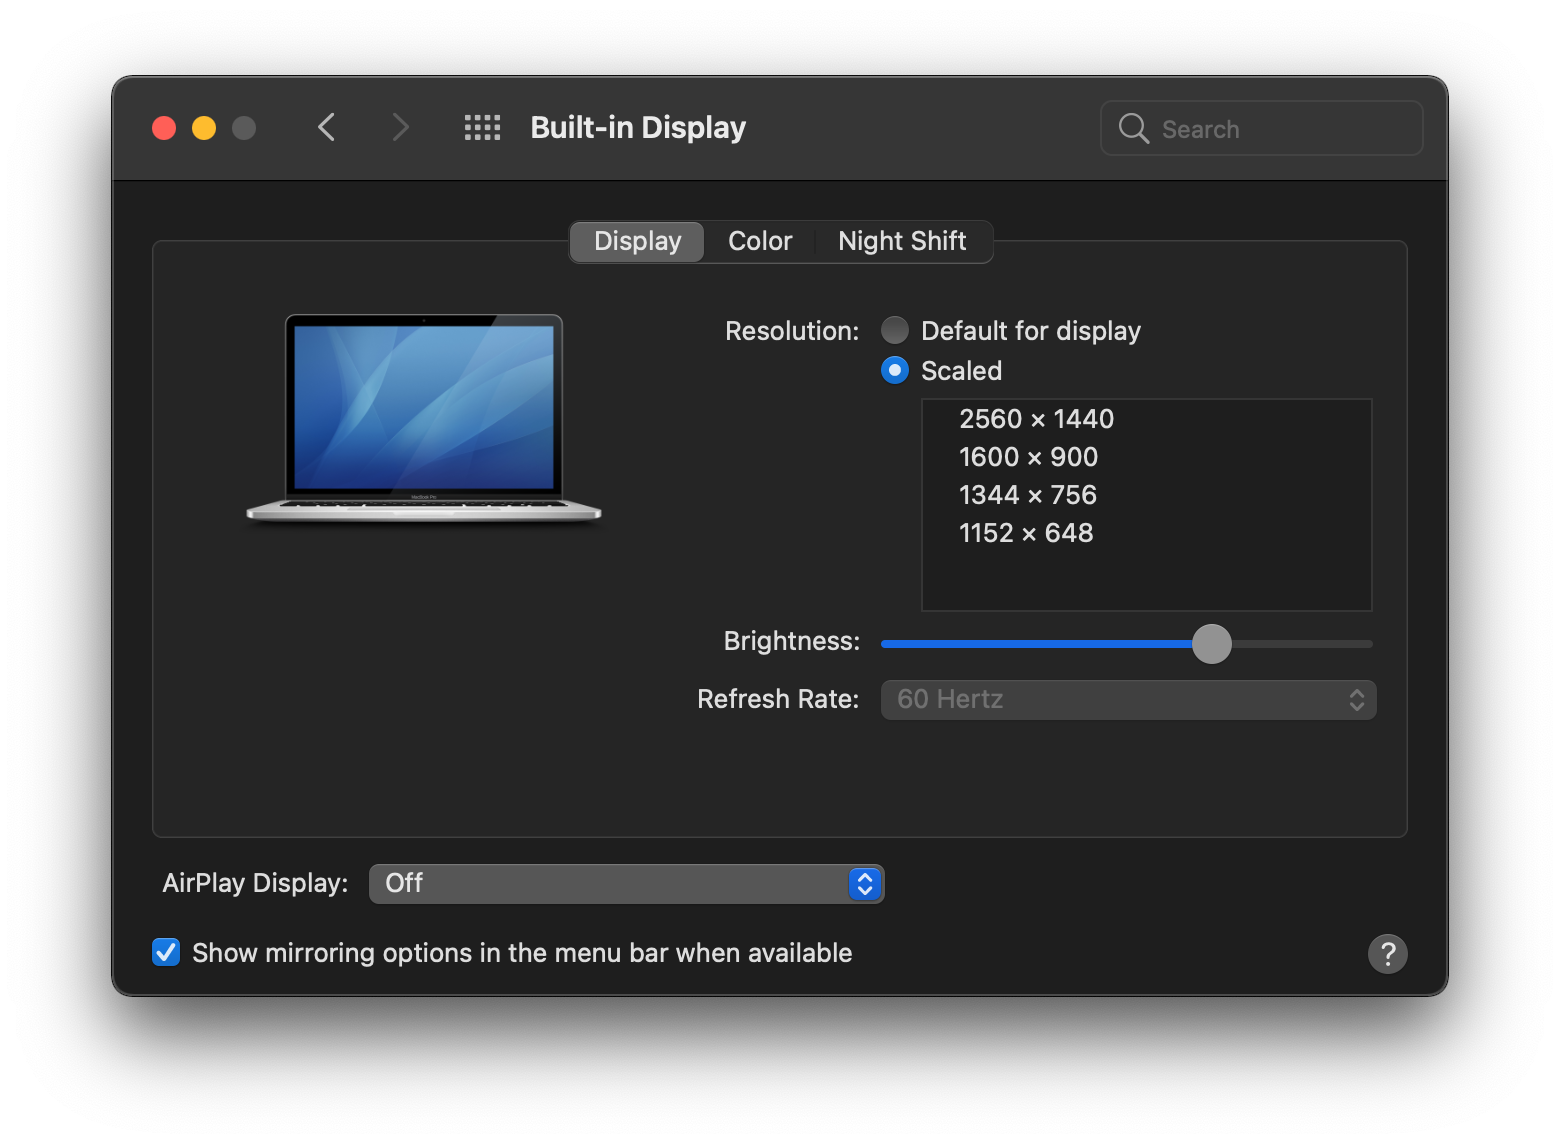 Built-in Display
Search
Display Color Night Shift
Resolution: Default for display
Scaled
2560 × 1440
1600 × 900
1344 × 756
1152 × 648
Brightness:
Refresh Rate: 60 Hertz
AirPlay Display: Off
Show mirroring options in the menu bar when available
?
MacBook Pro